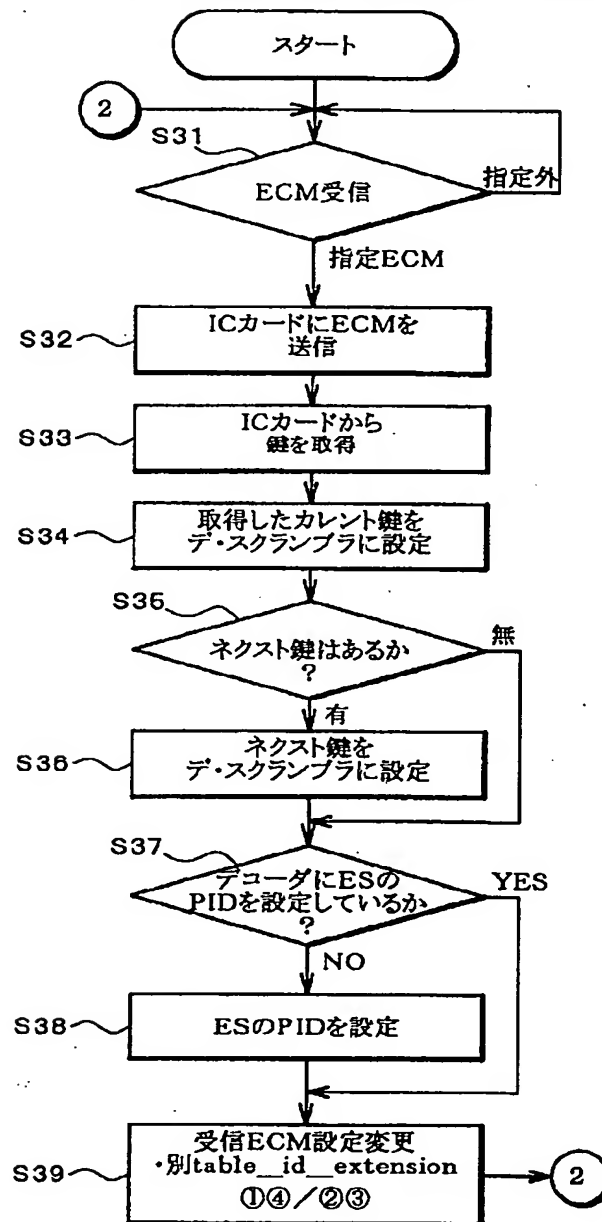 スタート
2
S31
ECM受信
指定外
指定ECM
S32
ICカードにECMを
送信
S33
ICカードから
鍵を取得
S34
取得したカレント鍵を
デ・スクランブラに設定
S35
ネクスト鍵はあるか
?
無
有
S36
ネクスト鍵を
デ・スクランブラに設定
S37
デコーダにESの
PIDを設定しているか
?
YES
NO
S38
ESのPIDを設定
S39
受信ECM設定変更
・別table_id_extension
①④/②③
2